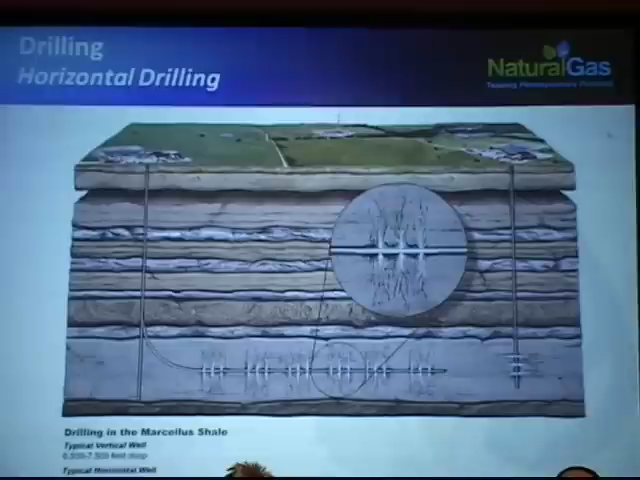 Drilling
Horizontal Drilling
NaturalGas
Drilling in the Marcellus Shale
Typical Vertical Well
Typical Horizontal Well